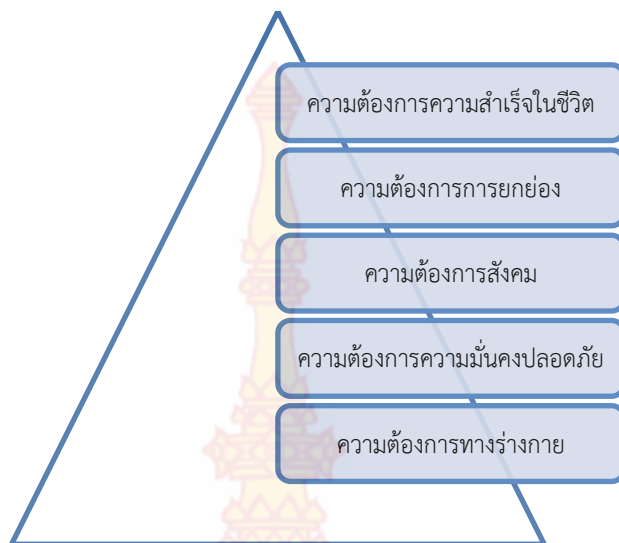 ความต้องการความสำเร็จในชีวิต
ความต้องการการยกย่อง
ความต้องการสังคม
ความต้องการความมั่นคงปลอดภัย
ความต้องการทางร่างกาย